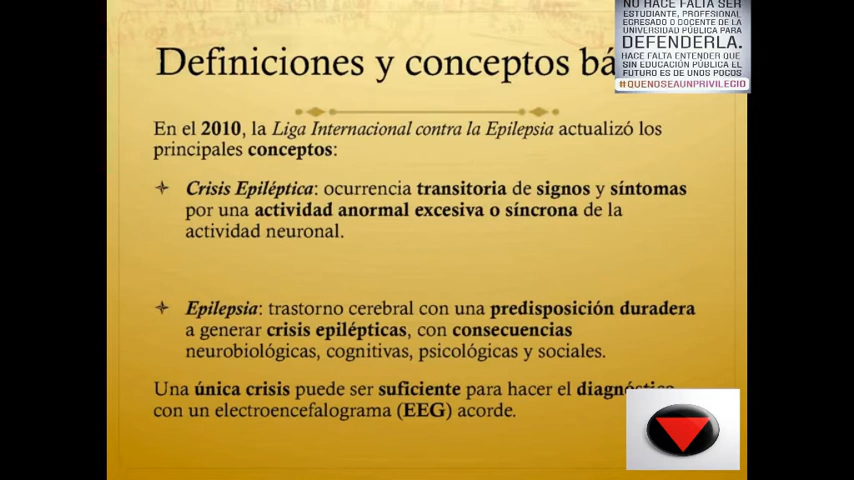 Definiciones y conceptos bá
NO HACE FALTA SER
ESTUDIANTE, PROFESIONAL
EGRESADO O DOCENTE DE LA
UNIVERSIDAD PÚBLICA PARA
DEFENDERLA.
HACE FALTA ENTENDER QUE
SIN EDUCACIÓN PÚBLICA EL
FUTURO ES DE UNOS POCOS
#QUENOSEAUNPRIVILEGIO
En el 2010, la Liga Internacional contra la Epilepsia actualizó los
principales conceptos:
Crisis Epiléptica: ocurrencia transitoria de signos y síntomas
por una actividad anormal excesiva o síncrona de la
actividad neuronal.
Epilepsia: trastorno cerebral con una predisposición duradera
a generar crisis epilépticas, con consecuencias
neurobiológicas, cognitivas, psicológicas y sociales.
Una única crisis puede ser suficiente para hacer el diagnóstico
con un electroencefalograma (EEG) acorde.